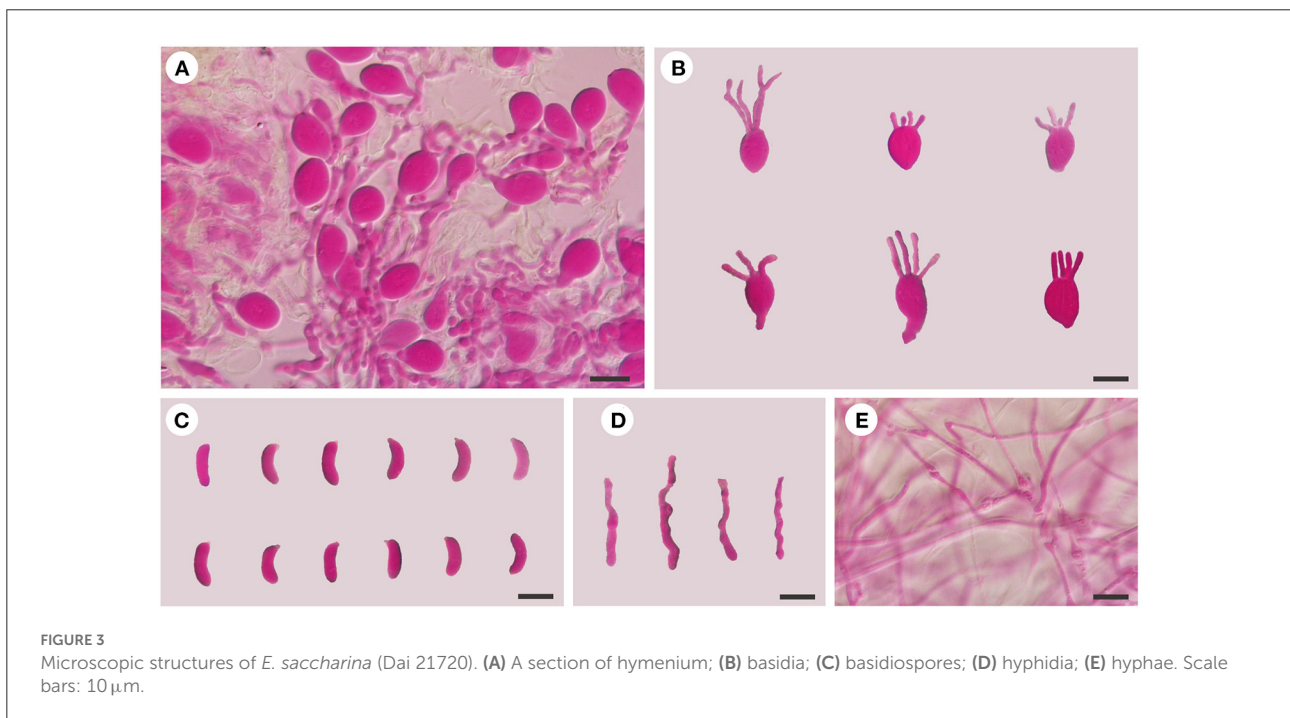 A
B
C
D
E
FIGURE 3
Microscopic structures of E. saccharina (Dai 21720). (A) A section of hymenium; (B) basidia; (C) basidiospores; (D) hyphidia; (E) hyphae. Scale
bars: 10 μm.